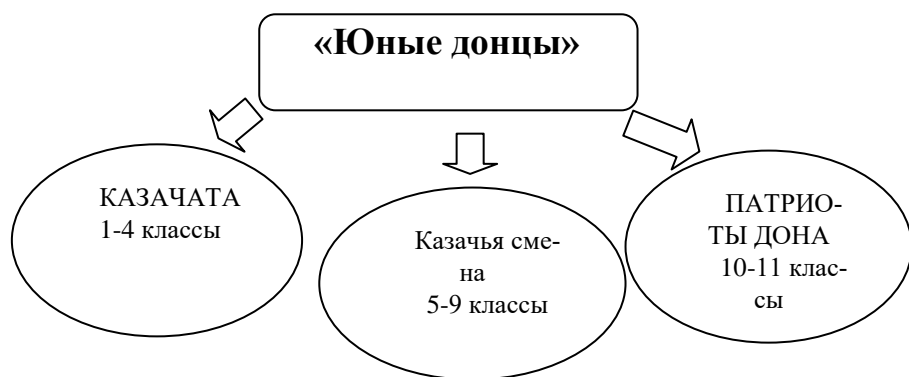 «Юные донцы»
КАЗАЧАТА
1-4 классы
Казачья сме-
на
5-9 классы
ПАТРИО-
ТЫ ДОНА
10-11 клас-
сы